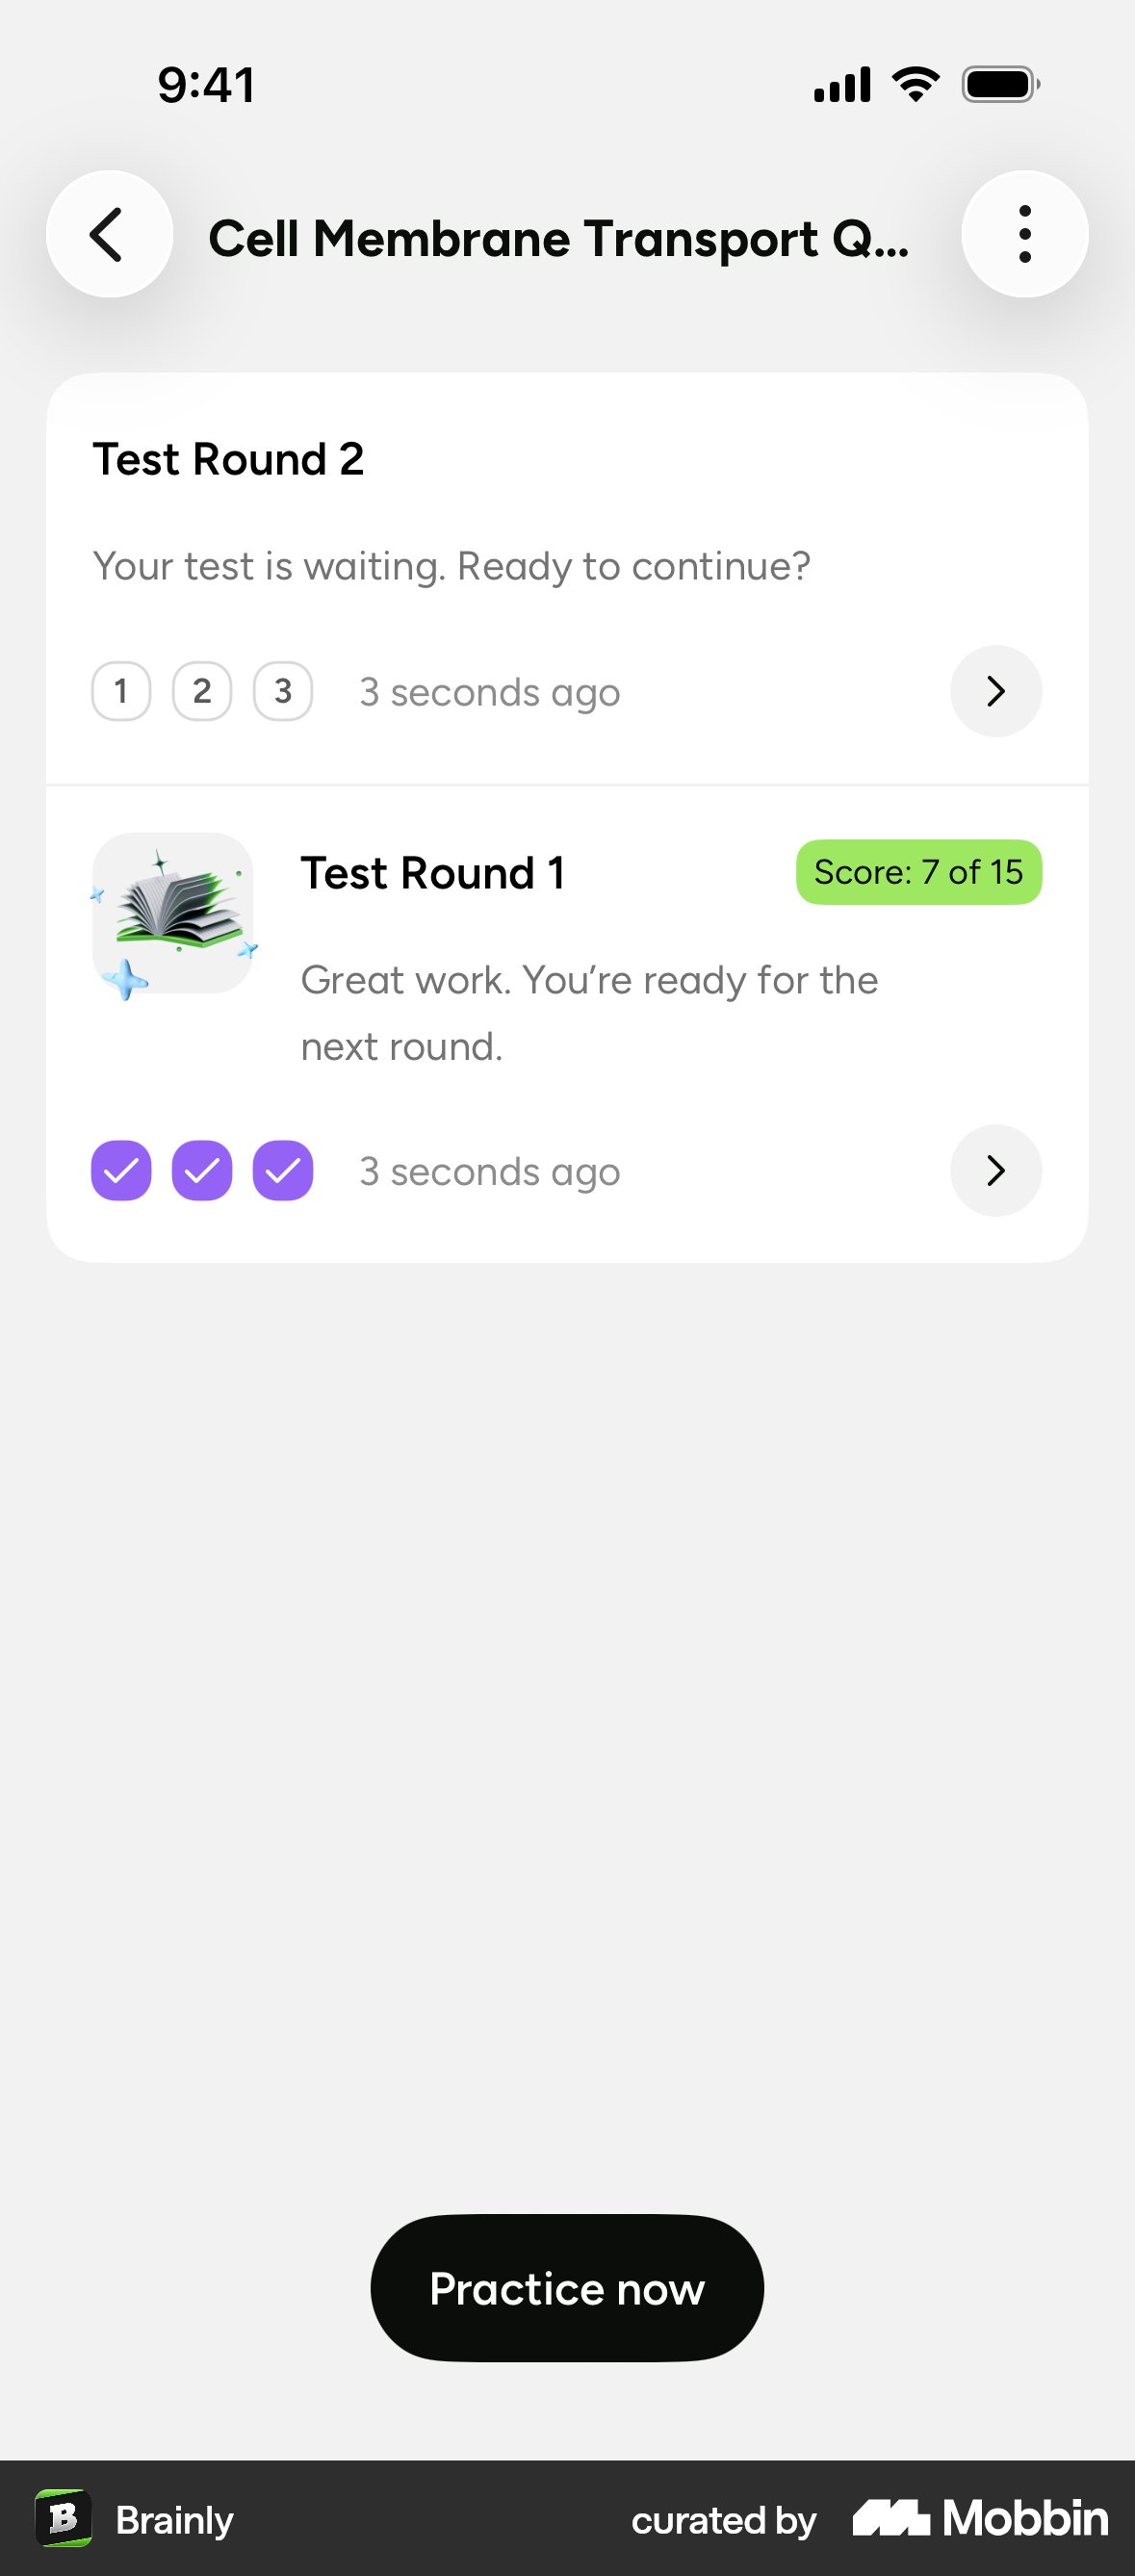 9:41
Cell Membrane Transport Q...
Test Round 2
Your test is waiting. Ready to continue?
1 2 3 3 seconds ago
Test Round 1
Score: 7 of 15
Great work. You’re ready for the
next round.
3 seconds ago
Practice now
B Brainly
curated by Mobbin